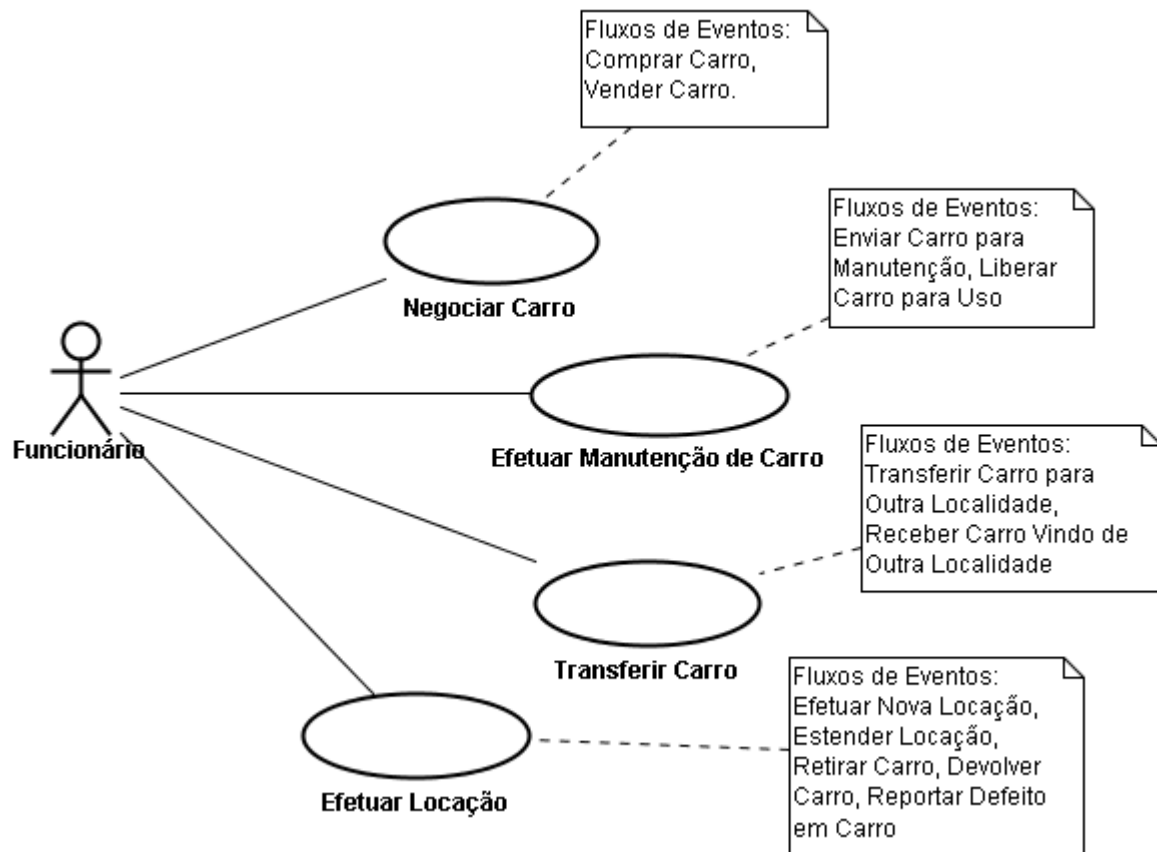 Fluxos de Eventos:
Comprar Carro,
Vender Carro.
Negociar Carro
Fluxos de Eventos:
Enviar Carro para
Manutenção, Liberar
Carro para Uso
Funcionário
Efetuar Manutenção de Carro
Fluxos de Eventos:
Transferir Carro para
Outra Localidade,
Receber Carro Vindo de
Outra Localidade
Transferir Carro
Fluxos de Eventos:
Efetuar Nova Locação,
Estender Locação,
Retirar Carro, Devolver
Carro, Reportar Defeito
em Carro
Efetuar Locação